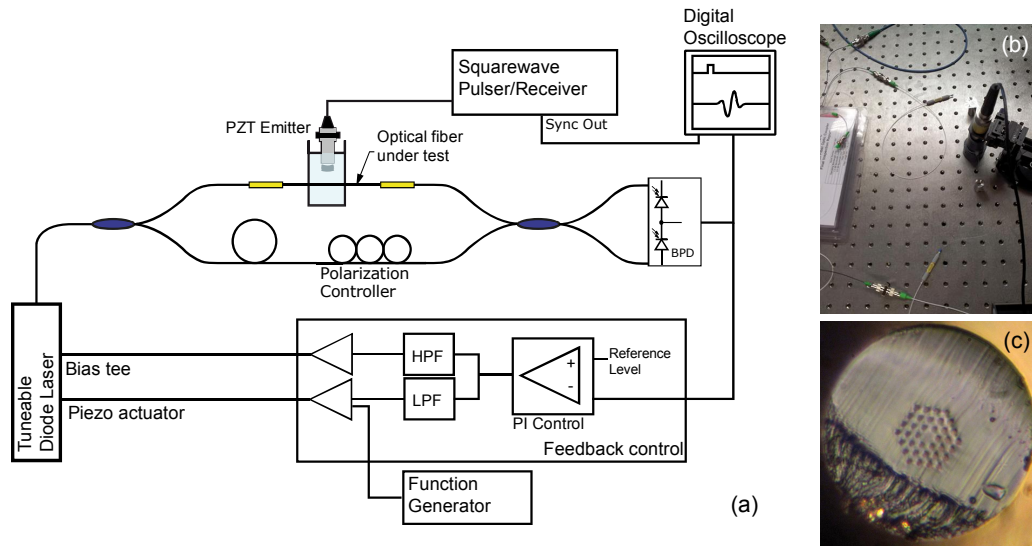 Digital
Oscilloscope
Squarewave
Pulser/Receiver
Sync Out
PZT Emitter
Optical fiber
under test
BPD
Polarization
Controller
Tuneable
Diode Laser
Bias tee
Piezo actuator
HPF
LPF
+
-
PI Control
Reference
Level
Feedback control
Function
Generator
(a)
(b)
(c)